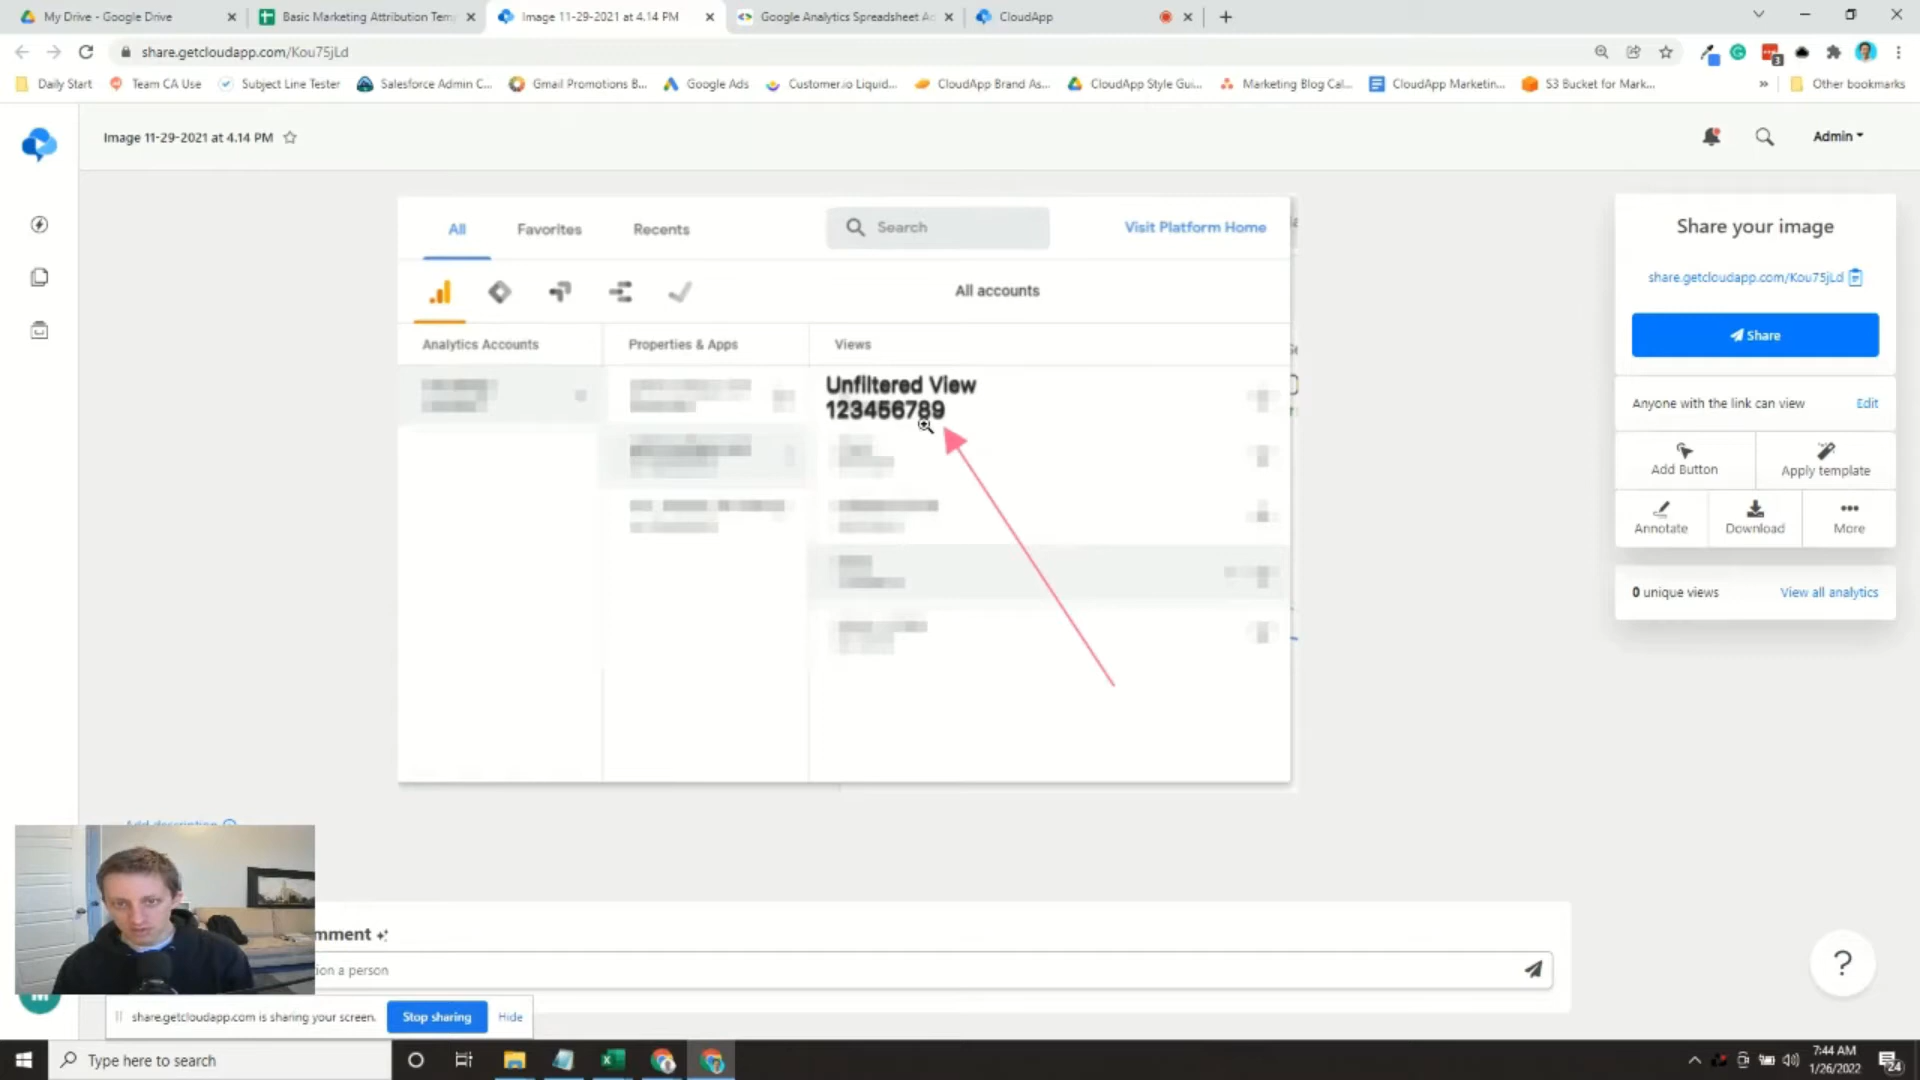 My Drive - Google Drive
Basic Marketing Attribution Tem
Image 11-29-2021 at 4.14 PM
Google Analytics Spreadsheet Ad
CloudApp
share.getcloudapp.com/Kou75jLd
Daily Start
Team CA Use
Subject Line Tester
Salesforce Admin C...
Gmail Promotions B...
Google Ads
Customer.io Liquid...
CloudApp Brand As...
CloudApp Style Gui...
Marketing Blog Cal...
CloudApp Marketin...
S3 Bucket for Mark...
Other bookmarks
Image 11-29-2021 at 4.14 PM
Admin
All
Favorites
Recents
Search
Visit Platform Home
All accounts
Analytics Accounts
Properties & Apps
Views
Unfiltered View
123456789
Share your image
share.getcloudapp.com/Kou75jLd
Share
Anyone with the link can view
Edit
Add Button
Apply template
Annotate
Download
More
0 unique views
View all analytics
Add description
mment
ion a person
?
share.getcloudapp.com is sharing your screen.
Stop sharing
Hide
Type here to search
7:44 AM
1/26/2022
24